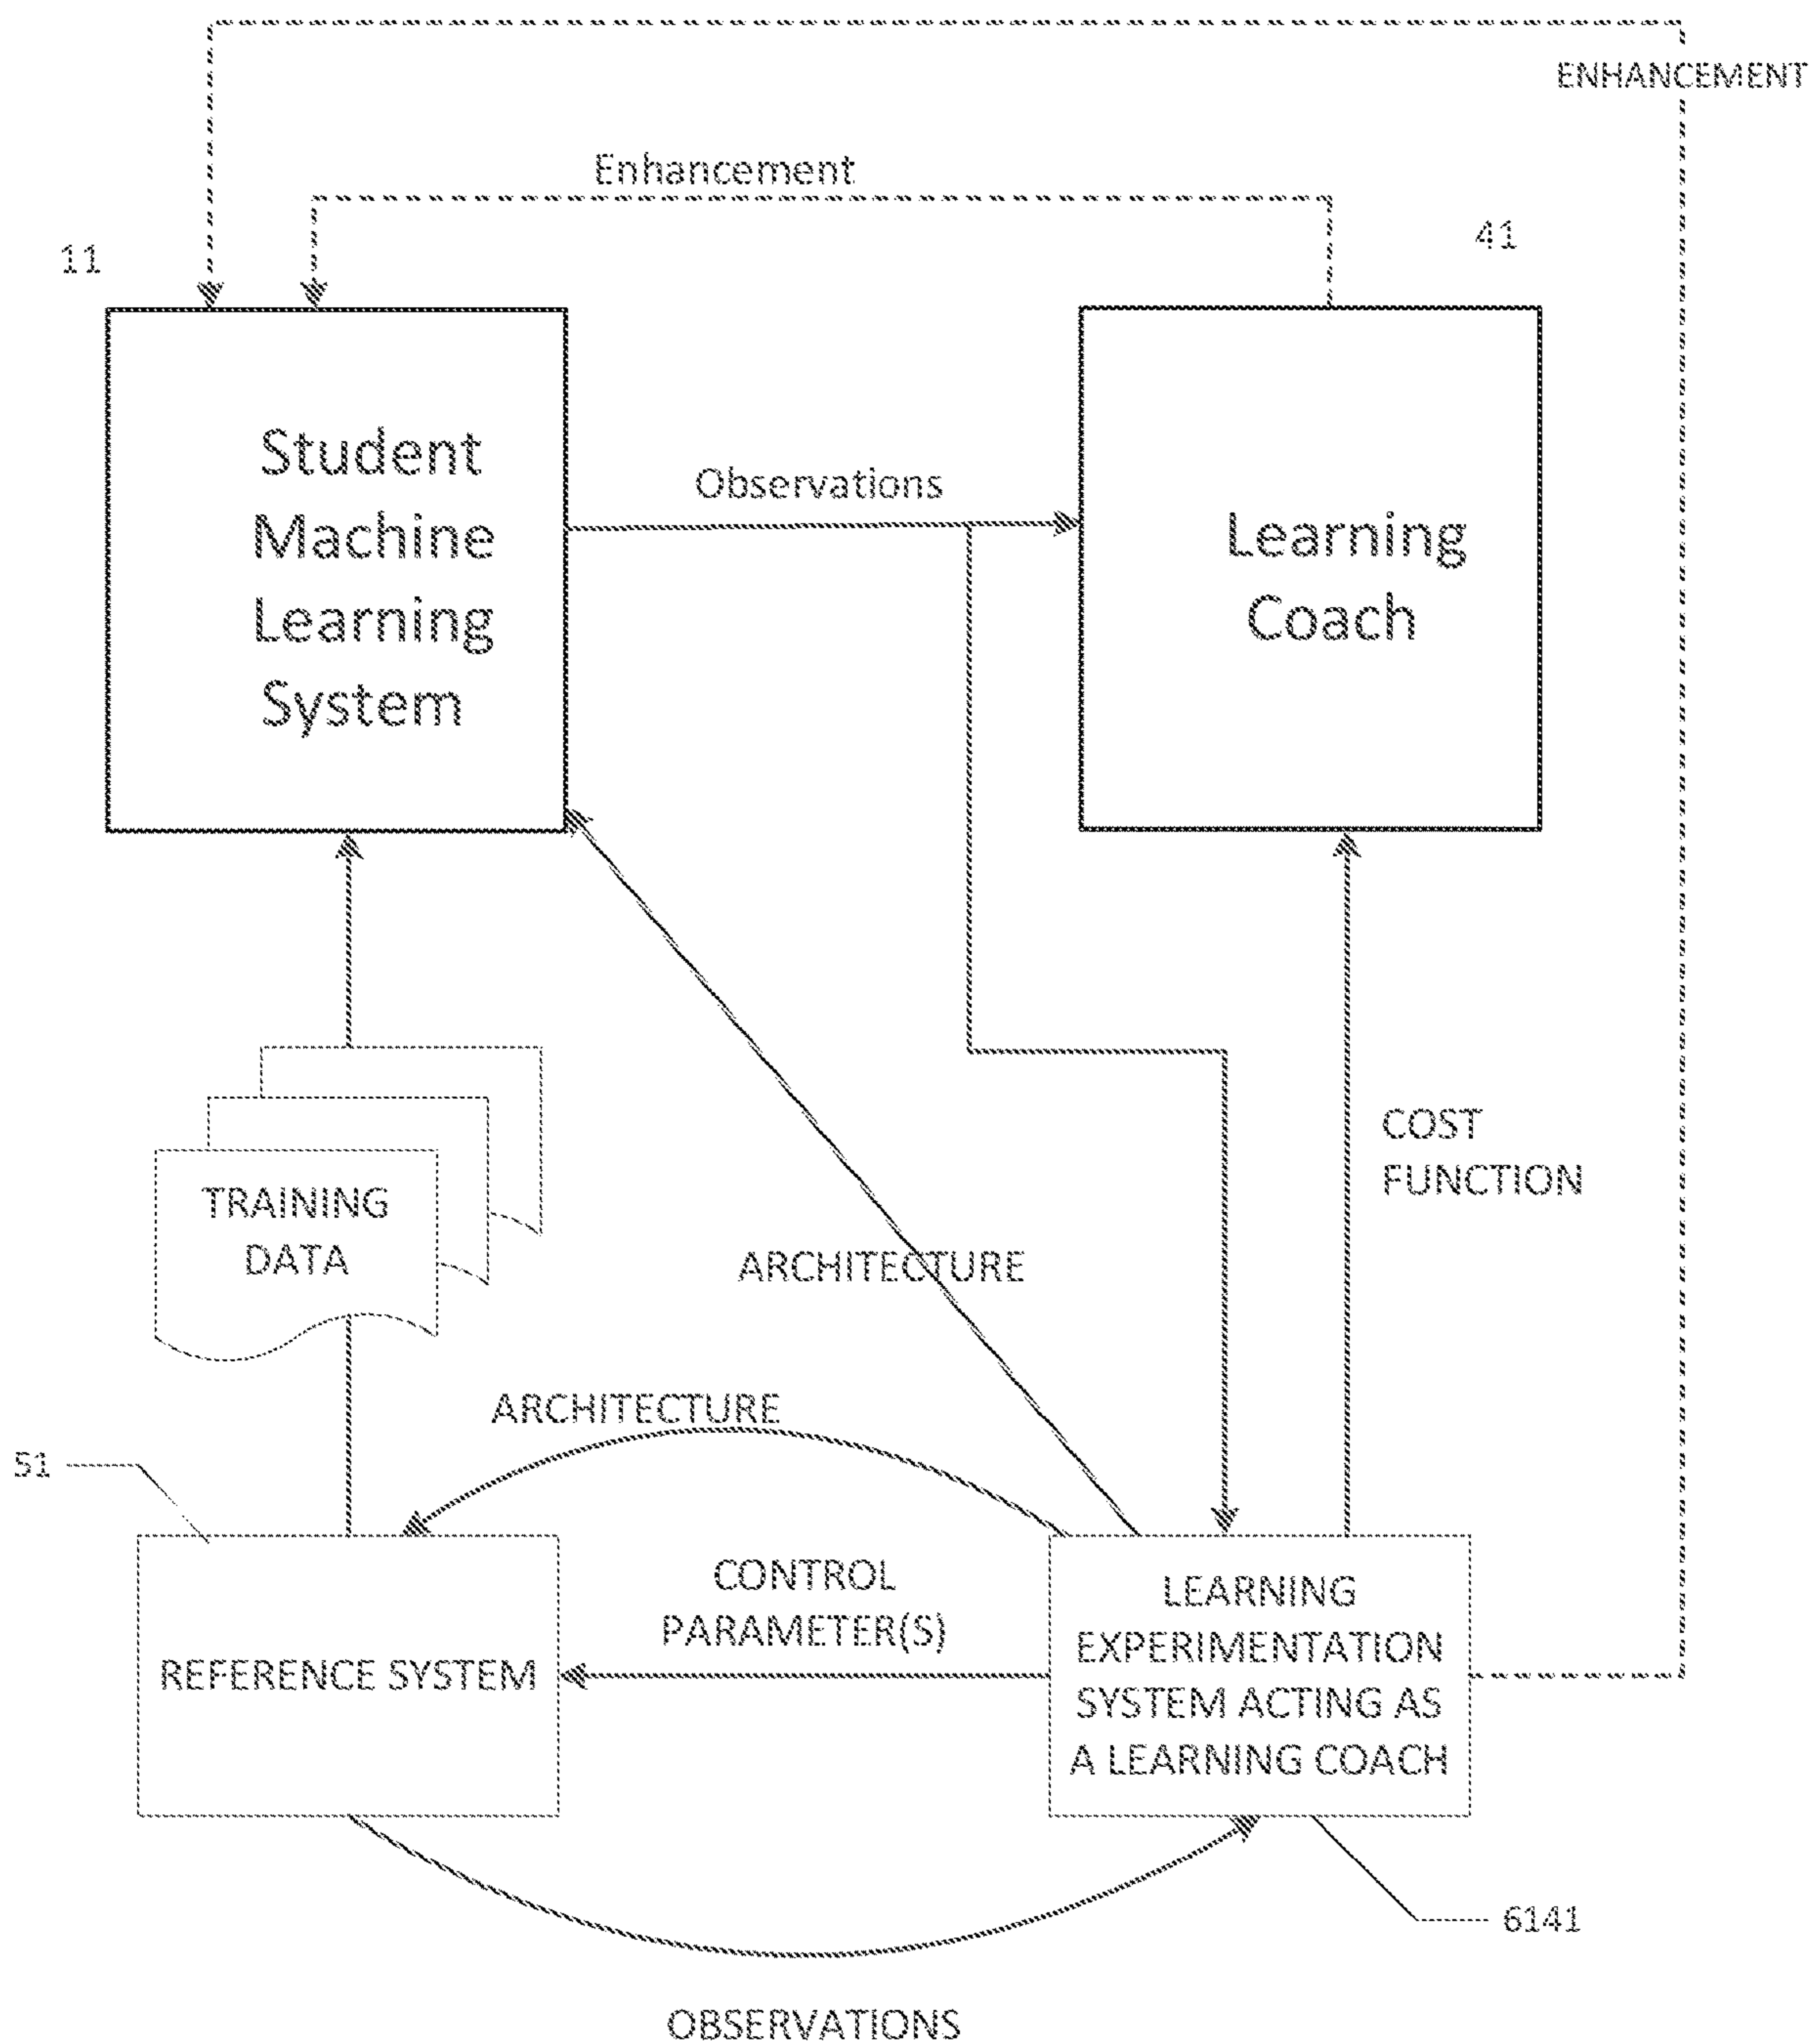 ENHANCEMENT
Enhancement
11
41
Student
Machine
Learning
System
Observations
Learning
Coach
COST
FUNCTION
TRAINING
DATA
ARCHITECTURE
ARCHITECTURE
51
CONTROL
PARAMETER(S)
REFERENCE SYSTEM
LEARNING
EXPERIMENTATION
SYSTEM ACTING AS
A LEARNING COACH
6141
OBSERVATIONS